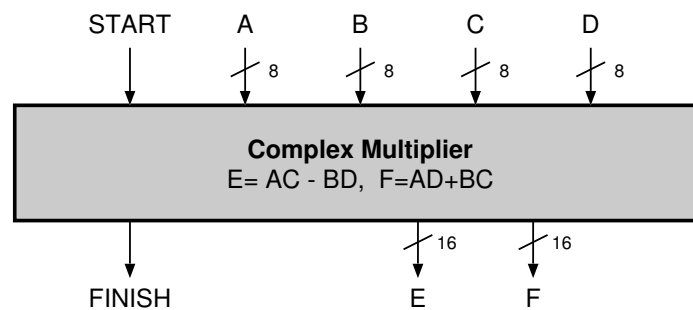 START A B C D
8 8 8 8
Complex Multiplier
E= AC - BD, F=AD+BC
16 16
FINISH E F